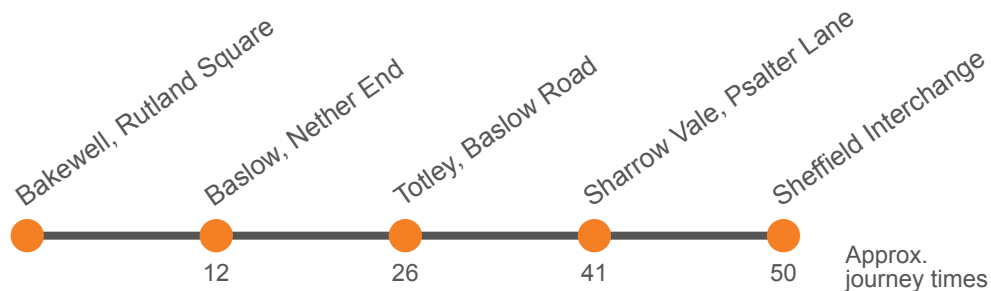 Bakewell, Rutland Square
Baslow, Nether End
Totley, Baslow Road
Sharrow Vale, Psalter Lane
Sheffield Interchange
12
26
41
50
Approx.
journey times